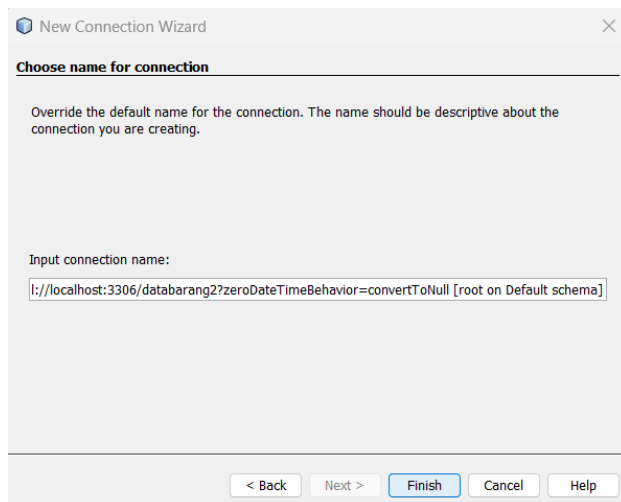 New Connection Wizard
Choose name for connection
Override the default name for the connection. The name should be descriptive about the
connection you are creating.
Input connection name:
l://localhost:3306/databarang2?zeroDateTimeBehavior=convertToNull [root on Default schema]
< Back
Next >
Finish
Cancel
Help